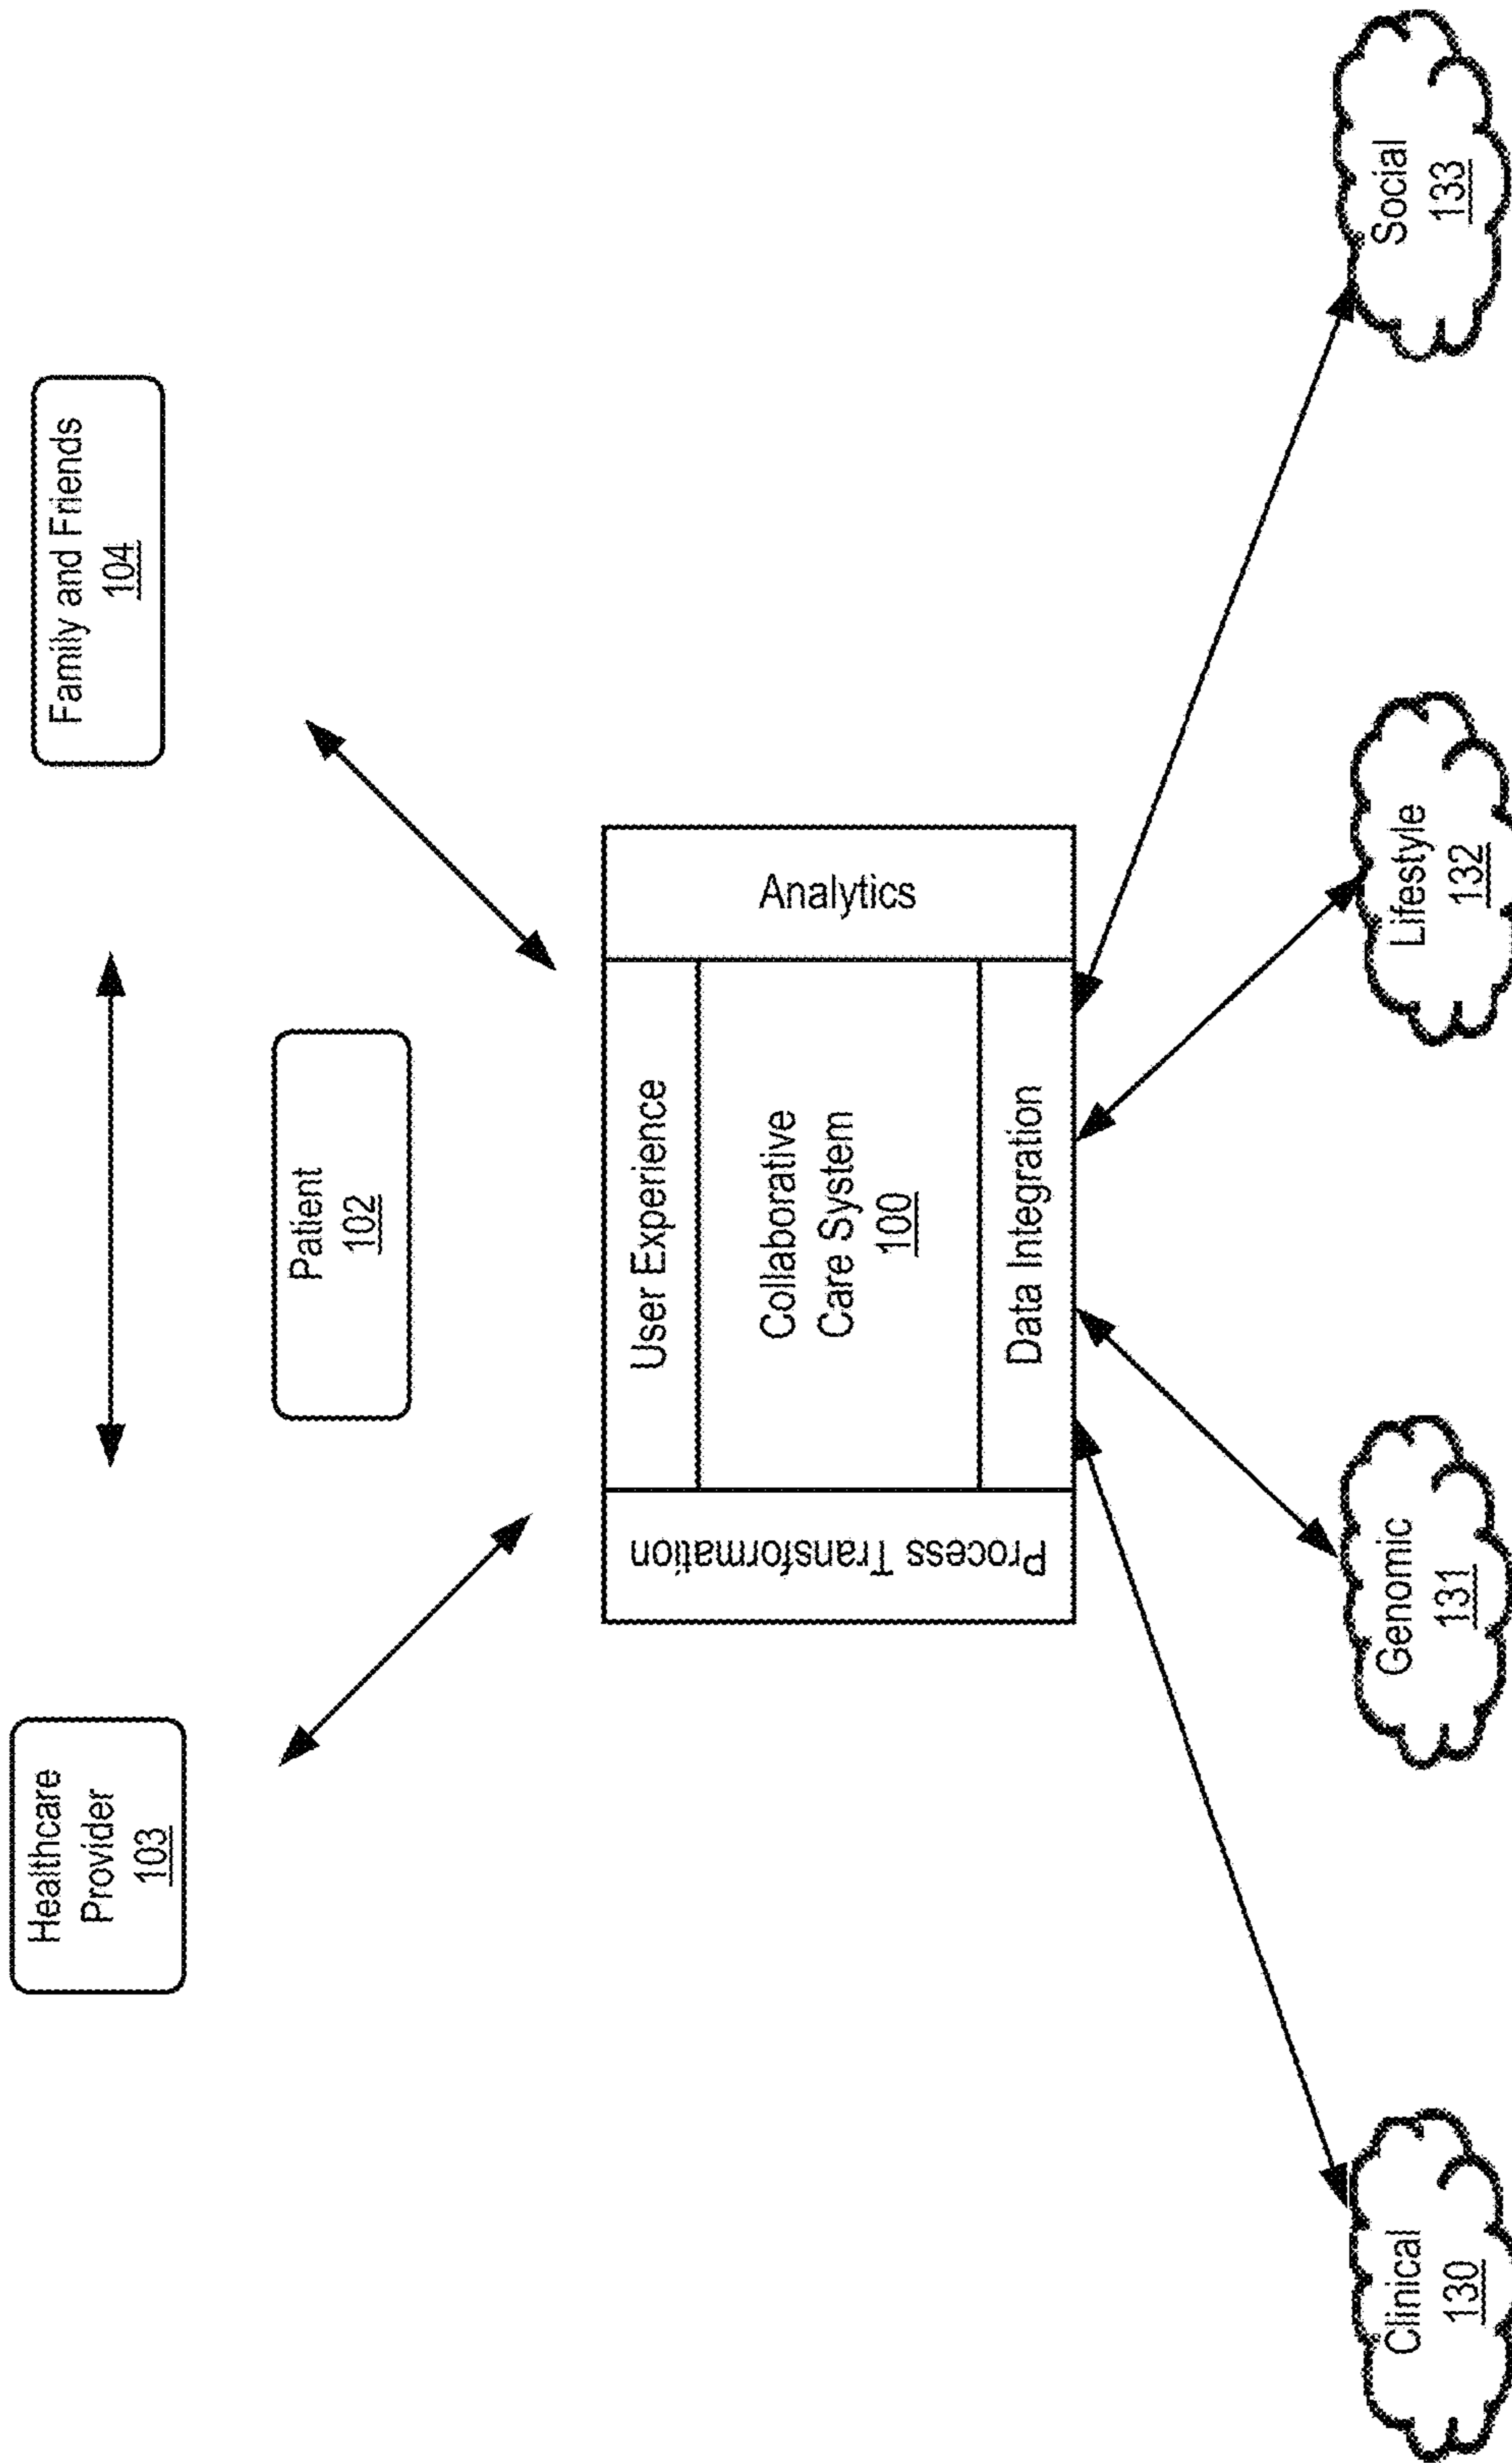 Healthcare
Provider
103
Family and Friends
104
Patient
102
Process Transformation
User Experience
Collaborative
Care System
100
Data Integration
Analytics
Clinical
130
Genomic
131
Lifestyle
132
Social
133